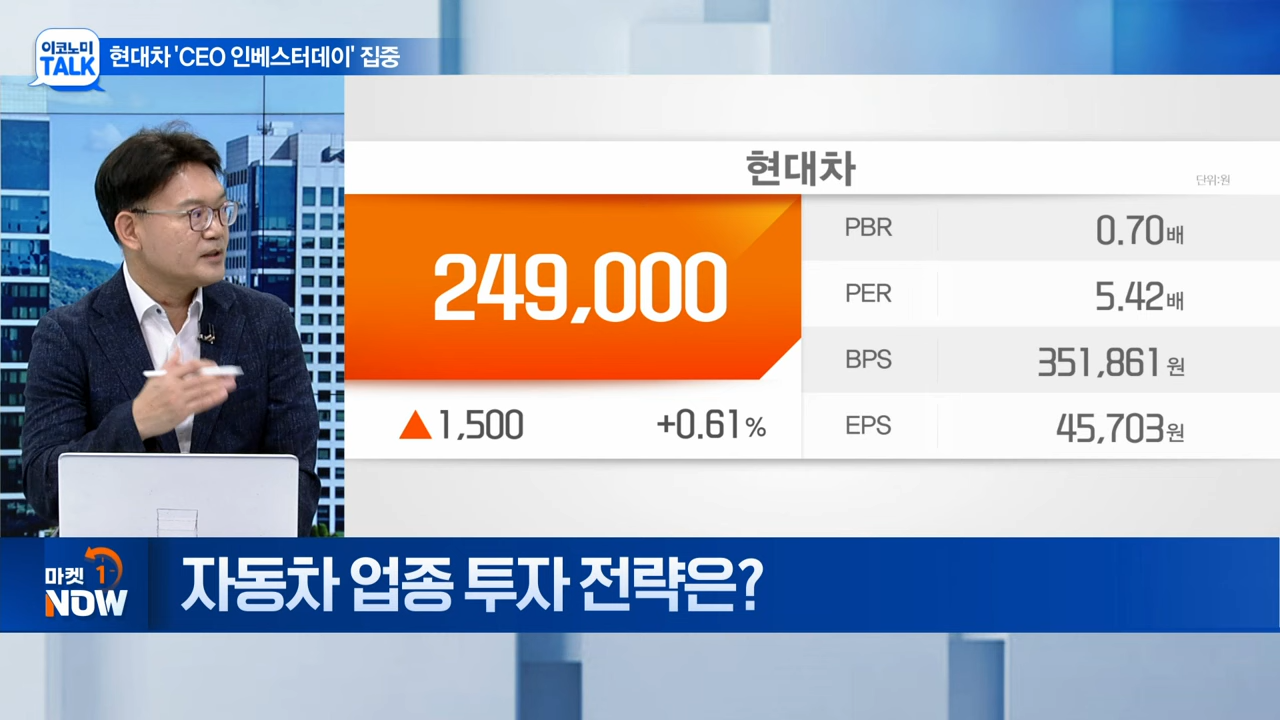 이코노미
TALK
현대차 'CEO 인베스터데이' 집중
현대차
단위:원
249,000
▲1,500 +0.61%
PBR 0.70배
PER 5.42배
BPS 351,861원
EPS 45,703원
마켓 1
NOW
자동차 업종 투자 전략은?